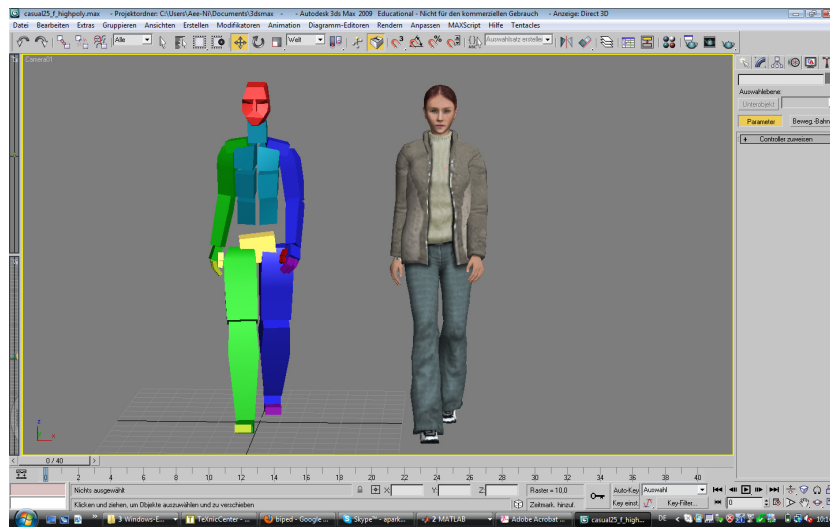 casual25_f_highpoly.max - Projektordner: C:\Users\Aee-Ni\Documents\3dsmax - Autodesk 3ds Max 2009 Educational - Nicht für den kommerziellen Gebrauch - Anzeige: Direct 3D
Datei Bearbeiten Extras Gruppieren Ansichten Erstellen Modifikatoren Animation Diagramm-Editoren Rendern Anpassen MAXScript Hilfe Tentacles
Alle Welt Auswahlsatz erstellen
Camera01
Auswahlebene:
Unterobjekt
Parameter Beweg.-Bahn
+ Controller zuweisen
z
x
0 / 40
0 2 4 6 8 10 12 14 16 18 20 22 24 26 28 30 32 34 36 38 40
Nichts ausgewählt X: Y: Z: Raster = 10,0 Auto-Key Auswahl
Klicken und ziehen, um Objekte auszuwählen und zu verschieben Zeitmark. hinzuf Key einst. Key-Filter... 0
3 Windows-E... TeXnicCenter - ... biped - Google ... Skype™ - apark... 2 MATLAB Adobe Acrobat ... casual25_f_high... DE